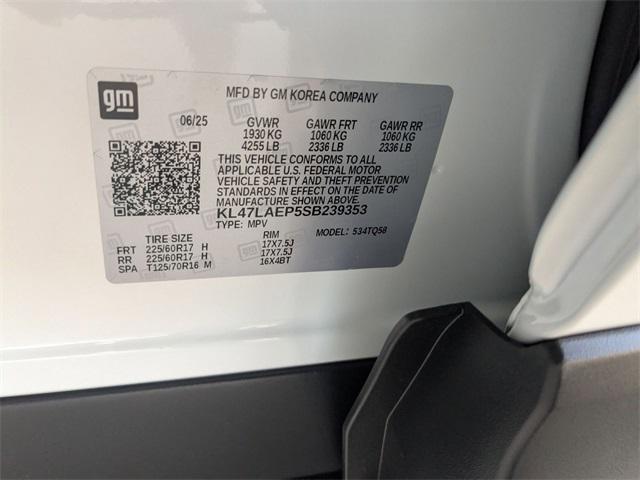 gm
MFD BY GM KOREA COMPANY
06/25 GVWR GAWR FRT GAWR RR
1930 KG 1060 KG 1060 KG
4255 LB 2336 LB 2336 LB
THIS VEHICLE CONFORMS TO ALL
APPLICABLE U.S. FEDERAL MOTOR
VEHICLE SAFETY AND THEFT PREVENTION
STANDARDS IN EFFECT ON THE DATE OF
MANUFACTURE SHOWN ABOVE.
KL47LAEP5SB239353
TYPE: MPV MODEL: 534TQ58
TIRE SIZE RIM
FRT 225/60R17 H 17X7.5J
RR 225/60R17 H 17X7.5J
SPA T125/70R16 M 16X4BT